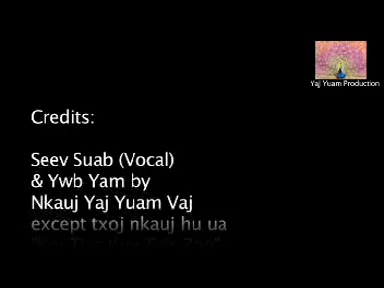 Yaj Yuam Production
Credits:
Seev Suab (Vocal)
& Ywb Yam by
Nkauj Yaj Yuam Vaj
except txoj nkauj hu ua